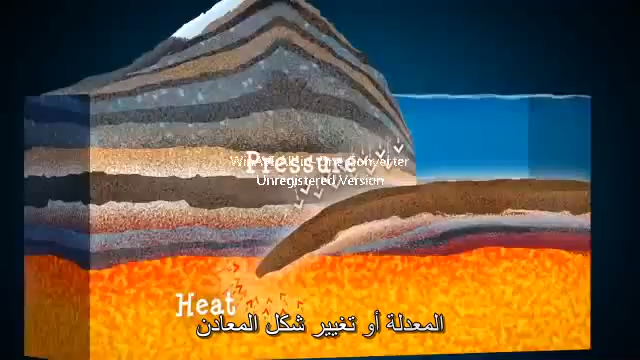 Pressure
Unregistered Version
Heat
المعدلة أو تغيير شكل المعادن